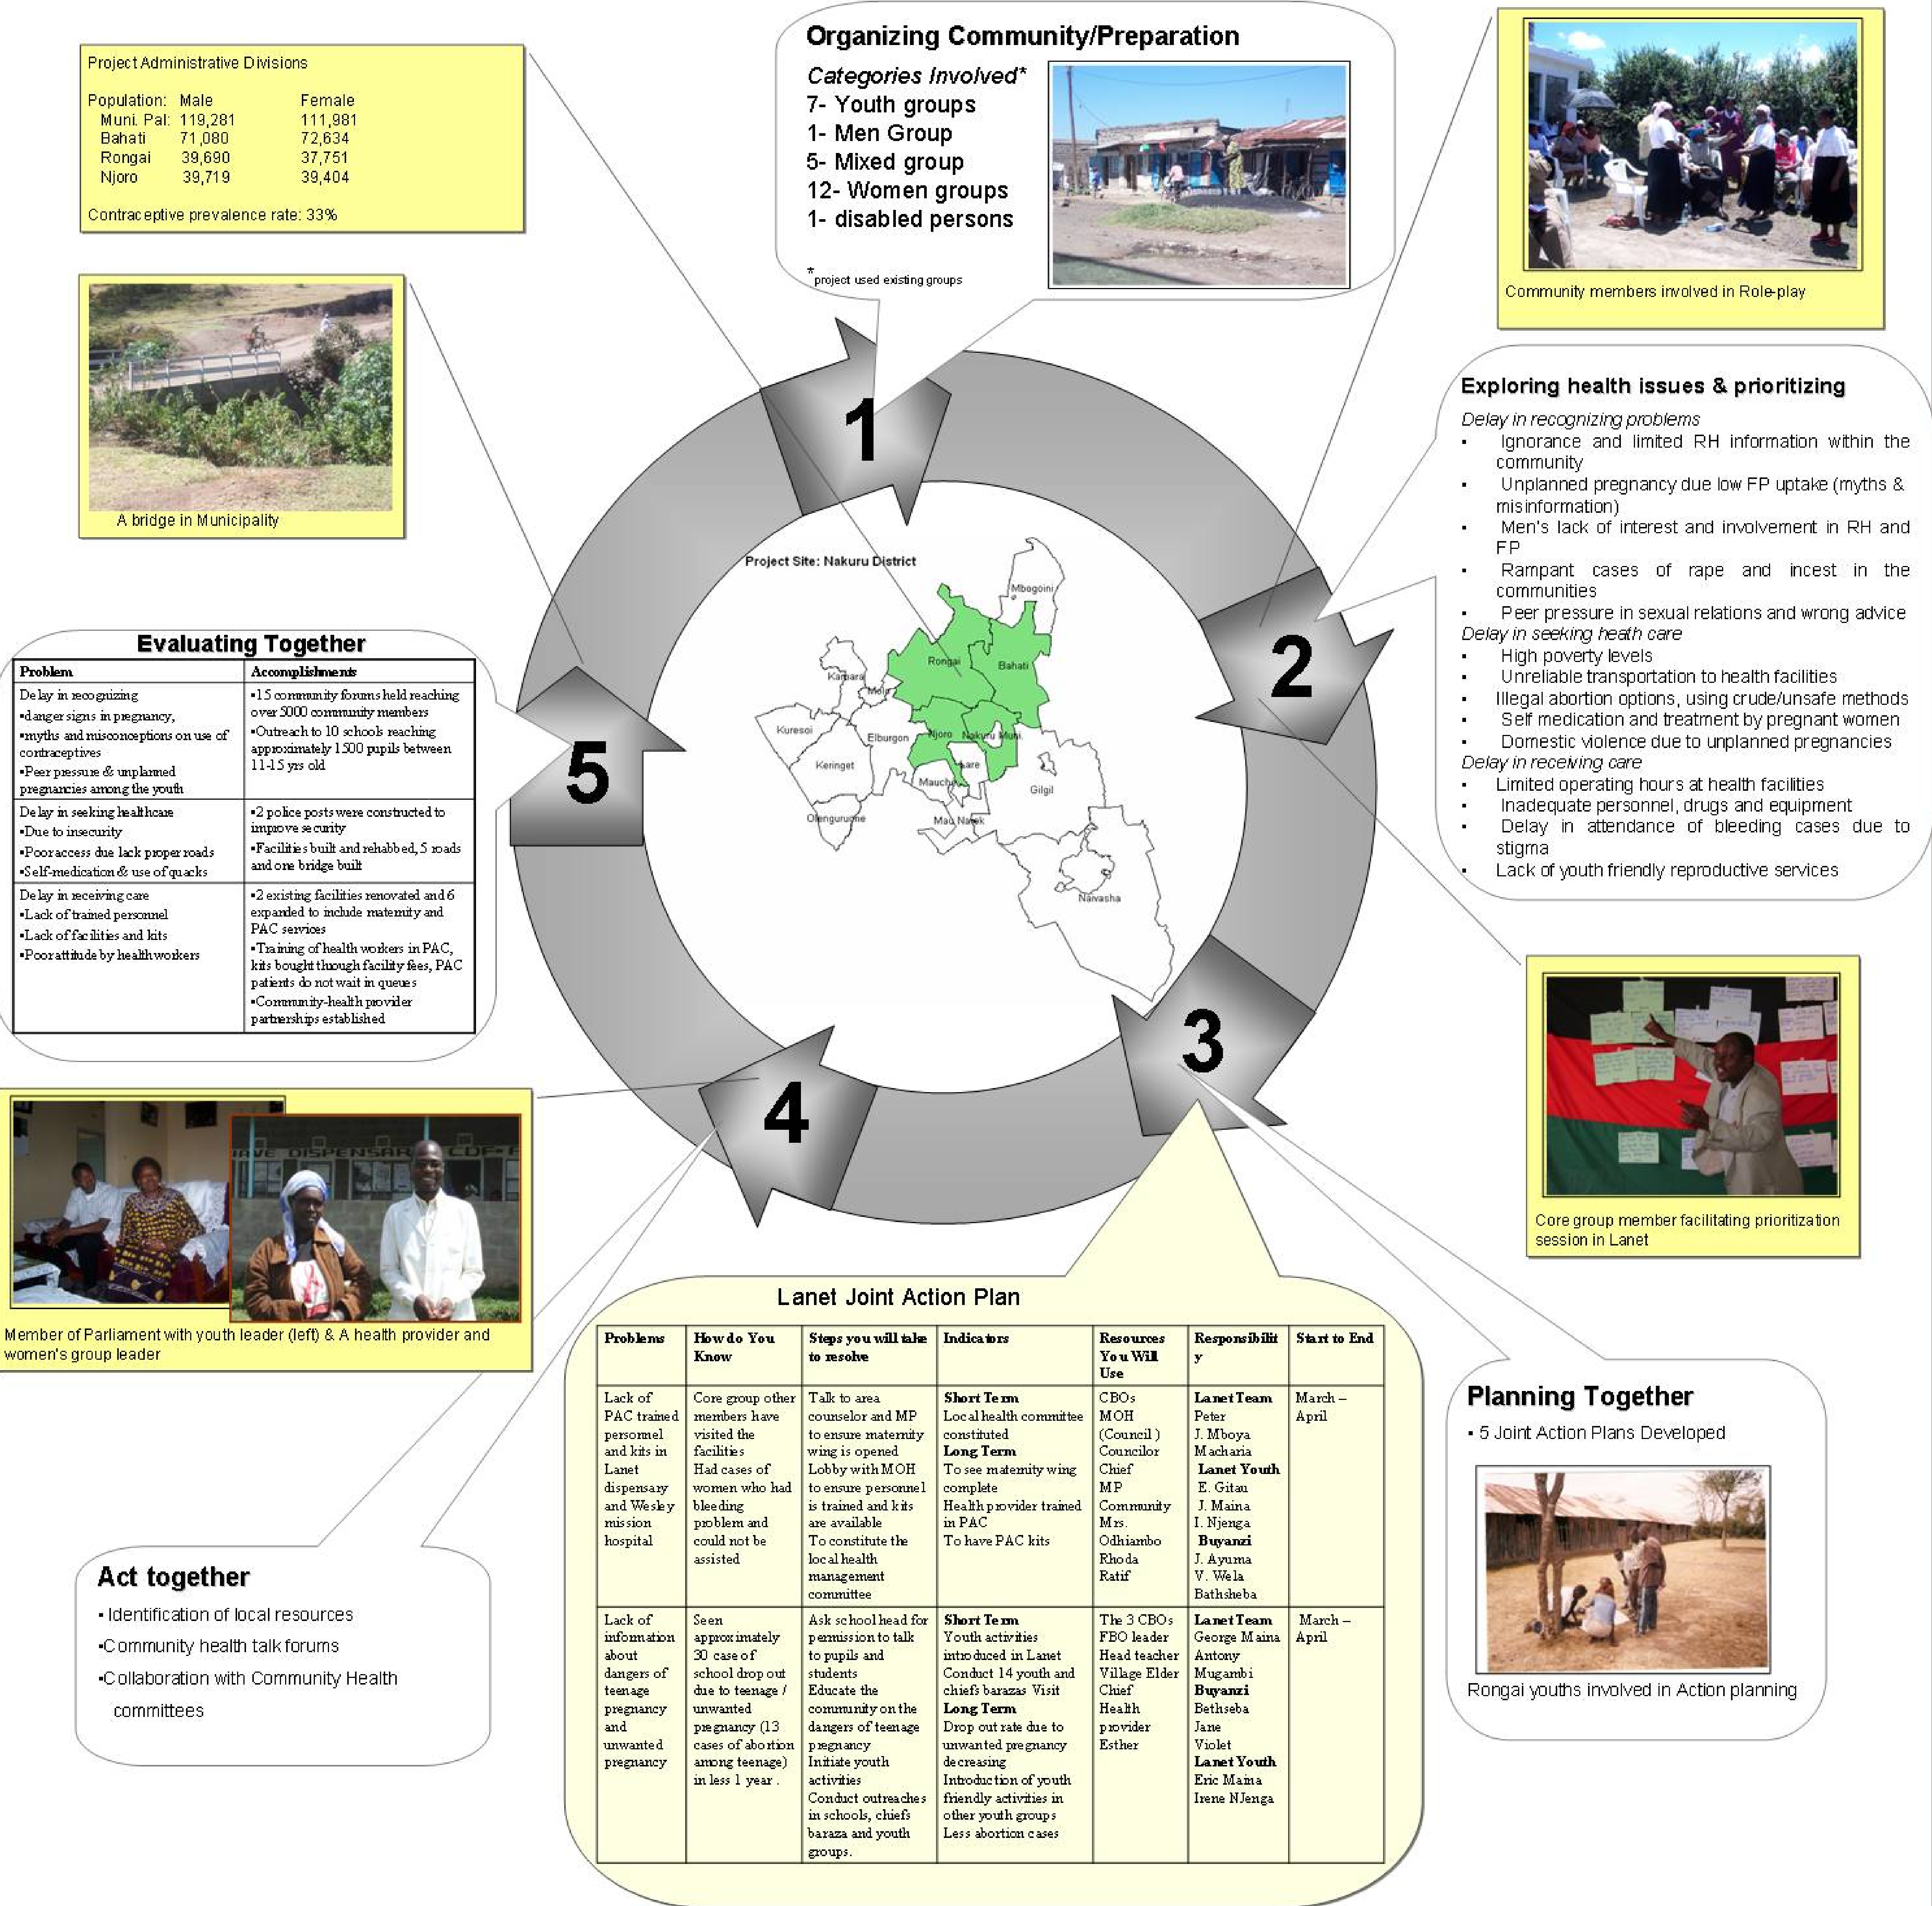 Project Administrative Divisions
Population: Male Female
Muni. Pal: 119,281 111,981
Bahati 71,080 72,634
Rongai 39,690 37,751
Njoro 39,719 39,404
Contraceptive prevalence rate: 33%
Organizing Community/Preparation
Categories Involved*
7- Youth groups
1- Men Group
5- Mixed group
12- Women groups
1- disabled persons
*project used existing groups
Community members involved in Role-play
A bridge in Municipality
Exploring health issues & prioritizing
Delay in recognizing problems
▪ Ignorance and limited RH information within the
community
▪ Unplanned pregnancy due low FP uptake (myths &
misinformation)
▪ Men's lack of interest and involvement in RH and
FP
▪ Rampant cases of rape and incest in the
communities
▪ Peer pressure in sexual relations and wrong advice
Delay in seeking heath care
▪ High poverty levels
▪ Unreliable transportation to health facilities
▪ Illegal abortion options, using crude/unsafe methods
▪ Self medication and treatment by pregnant women
▪ Domestic violence due to unplanned pregnancies
Delay in receiving care
▪ Limited operating hours at health facilities
▪ Inadequate personnel, drugs and equipment
▪ Delay in attendance of bleeding cases due to
stigma
▪ Lack of youth friendly reproductive services
1
2
3
4
5
Project Site: Nakuru District
Mbogoini
Rongai
Bahati
Kambara
Molo
Kuresoi
Elburgon
Njoro
Nakuru Muni.
Keringet
Lare
Mauche
Gilgil
Olenguruone
Mau Narok
Naivasha
Evaluating Together
Problem
Accomplishments
Delay in recognizing
•danger signs in pregnancy,
•myths and misconceptions on use of
contraceptives
•Peer pressure & unplanned
pregnancies among the youth
•15 community forums held reaching
over 5000 community members
•Outreach to 10 schools reaching
approximately 1500 pupils between
11-15 yrs old
Delay in seeking healthcare
•Due to insecurity
•Poor access due lack proper roads
•Self-medication & use of quacks
•2 police posts were constructed to
improve security
•Facilities built and rehabbed, 5 roads
and one bridge built
Delay in receiving care
•Lack of trained personnel
•Lack of facilities and kits
•Poor attitude by health workers
•2 existing facilities renovated and 6
expanded to include maternity and
PAC services
•Training of health workers in PAC,
kits bought through facility fees, PAC
patients do not wait in queues
•Community-health provider
partnerships established
DISPENSAR CDF
Member of Parliament with youth leader (left) & A health provider and
women's group leader
Core group member facilitating prioritization
session in Lanet
Act together
▪ Identification of local resources
▪Community health talk forums
▪Collaboration with Community Health
committees
Lanet Joint Action Plan
Problems
How do You
Know
Steps you will take
to resolve
Indicators
Resources
You Will
Use
Responsibilit
y
Start to End
Lack of
PAC trained
personnel
and kits in
Lanet
dispensary
and Wesley
mission
hospital
Core group other
members have
visited the
facilities
Had cases of
women who had
bleeding
problem and
could not be
assisted
Talk to area
counselor and MP
to ensure maternity
wing is opened
Lobby with MOH
to ensure personnel
is trained and kits
are available
To constitute the
local health
management
committee
Short Term
Local health committee
constituted
Long Term
To see maternity wing
complete
Health provider trained
in PAC
To have PAC kits
CBOs
MOH
(Council )
Councilor
Chief
MP
Community
Mrs.
Odhiambo
Rhoda
Ratif
Lanet Team
Peter
J. Mboya
Macharia
Lanet Youth
E. Gitau
J. Maina
I. Njenga
Buyanzi
J. Ayuma
V. Wela
Bathsheba
March –
April
Lack of
information
about
dangers of
teenage
pregnancy
and
unwanted
pregnancy
Seen
approximately
30 case of
school drop out
due to teenage /
unwanted
pregnancy (13
cases of abortion
among teenage)
in less 1 year .
Ask school head for
permission to talk
to pupils and
students
Educate the
community on the
dangers of teenage
pregnancy
Initiate youth
activities
Conduct outreaches
in schools, chiefs
baraza and youth
groups.
Short Term
Youth activities
introduced in Lanet
Conduct 14 youth and
chiefs barazas Visit
Long Term
Drop out rate due to
unwanted pregnancy
decreasing
Introduction of youth
friendly activities in
other youth groups
Less abortion cases
The 3 CBOs
FBO leader
Head teacher
Village Elder
Chief
Health
provider
Esther
Lanet Team
George Maina
Antony
Mugambi
Buyanzi
Bethseba
Jane
Violet
Lanet Youth
Eric Maina
Irene NJenga
March –
April
Planning Together
▪ 5 Joint Action Plans Developed
Rongai youths involved in Action planning